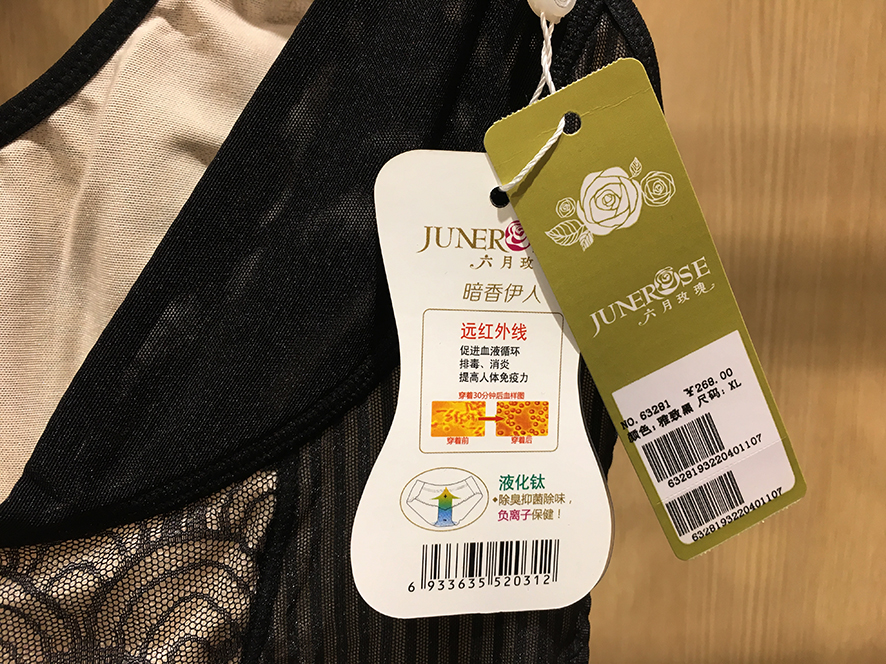 JUNEROSE
六月玫
暗香伊人
远红外线
促进血液循环
排毒、消炎
提高人体免疫力
穿着30分钟后血样图
穿着前
穿着后
液化钛
◆除臭抑菌除味，
负离子保健！
6 933635 520312
JUNEROSE
六月玫瑰
NO. 63281 ¥268.00
颜色: 雅致黑 尺码: XL
6328193220401107
6328193220401107